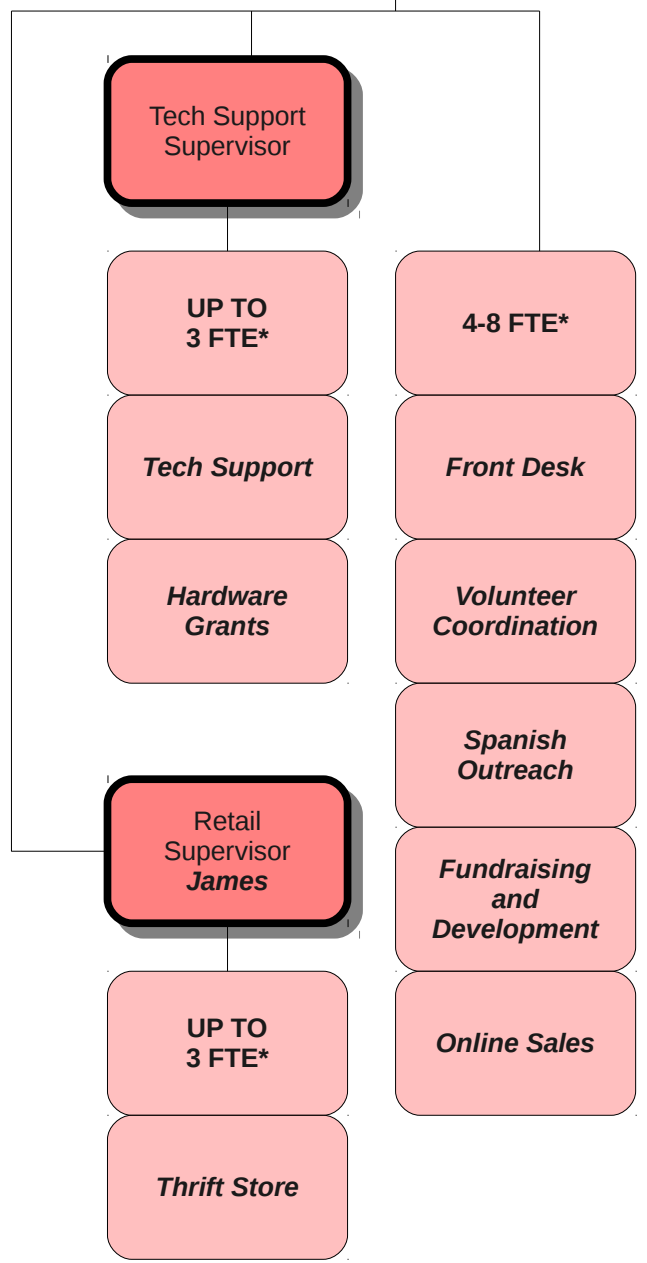 Tech Support
Supervisor
UP TO
3 FTE*
Tech Support
Hardware
Grants
Retail
Supervisor
James
UP TO
3 FTE*
Thrift Store
4-8 FTE*
Front Desk
Volunteer
Coordination
Spanish
Outreach
Fundraising
and
Development
Online Sales